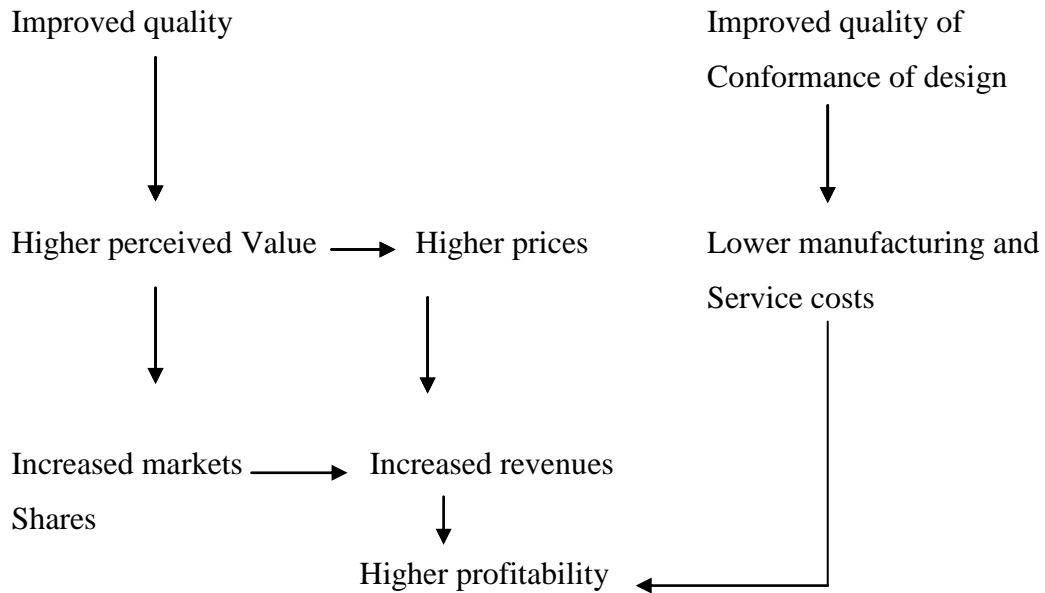 Improved quality
Improved quality of
Conformance of design
Higher perceived Value
Higher prices
Lower manufacturing and
Service costs
Increased markets
Shares
Increased revenues
Higher profitability